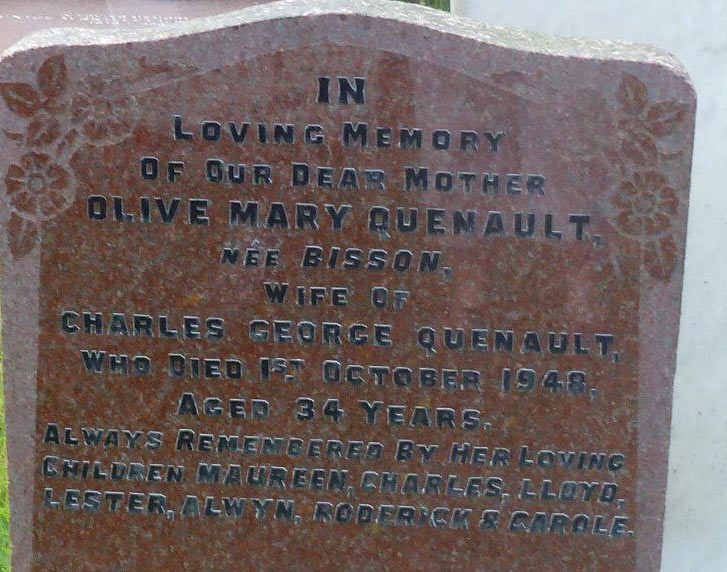 IN
LOVING MEMORY
OF OUR DEAR MOTHER
OLIVE MARY QUENAULT,
NÉE BISSON,
WIFE OF
CHARLES GEORGE QUENAULT,
WHO DIED 1ST. OCTOBER 1948,
AGED 34 YEARS.
ALWAYS REMEMBERED BY HER LOVING
CHILDREN MAUREEN, CHARLES, LLOYD,
LESTER, ALWYN, RODERICK & CAROLE.